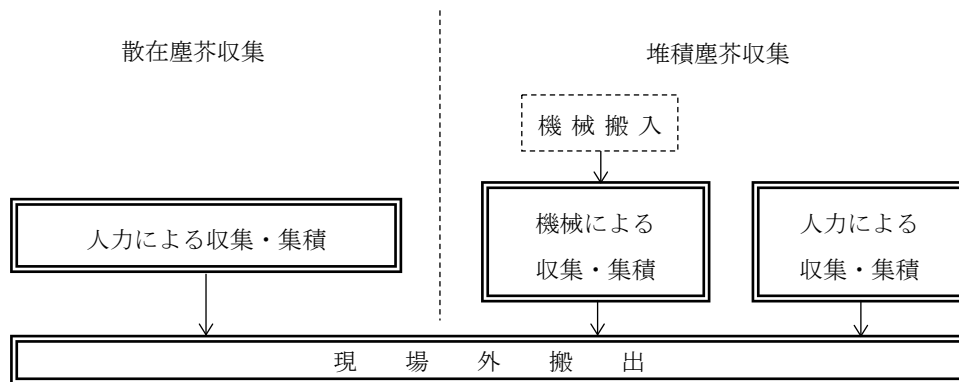 散在塵芥収集
堆積塵芥収集
機械搬入
人力による収集・集積
機械による
収集・集積
人力による
収集・集積
現場外搬出